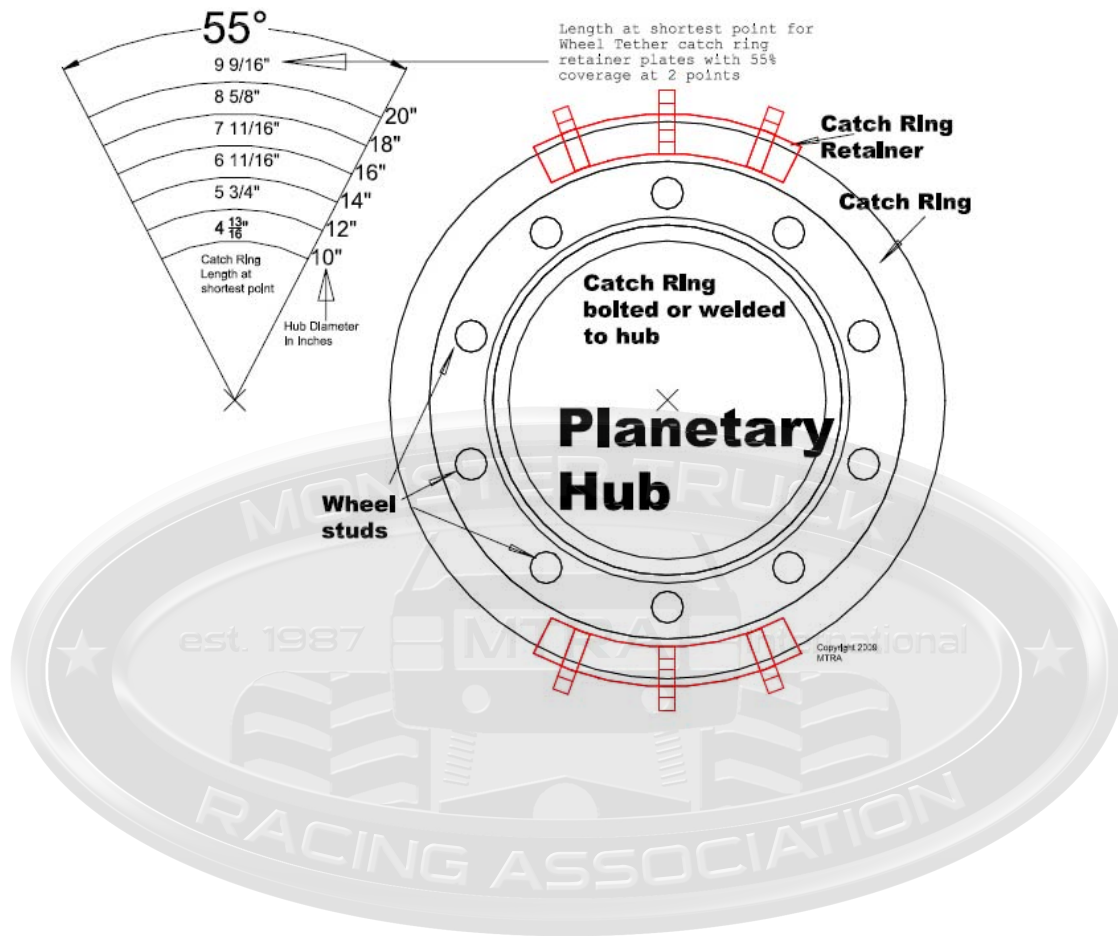 55°
9 9/16"
8 5/8"
7 11/16"
6 11/16"
5 3/4"
4 13/16"
Catch Ring
Length at
shortest point
20"
18"
16"
14"
12"
10"
Hub Diameter
In Inches
Length at shortest point for
Wheel Tether catch ring
retainer plates with 55%
coverage at 2 points
Catch Ring
Retainer
Catch Ring
Catch Ring
bolted or welded
to hub
Planetary
Hub
Wheel
studs
Copyright 2009
MTRA
MONSTER TRUCK
est. 1987
MTRA
international
RACING ASSOCIATION